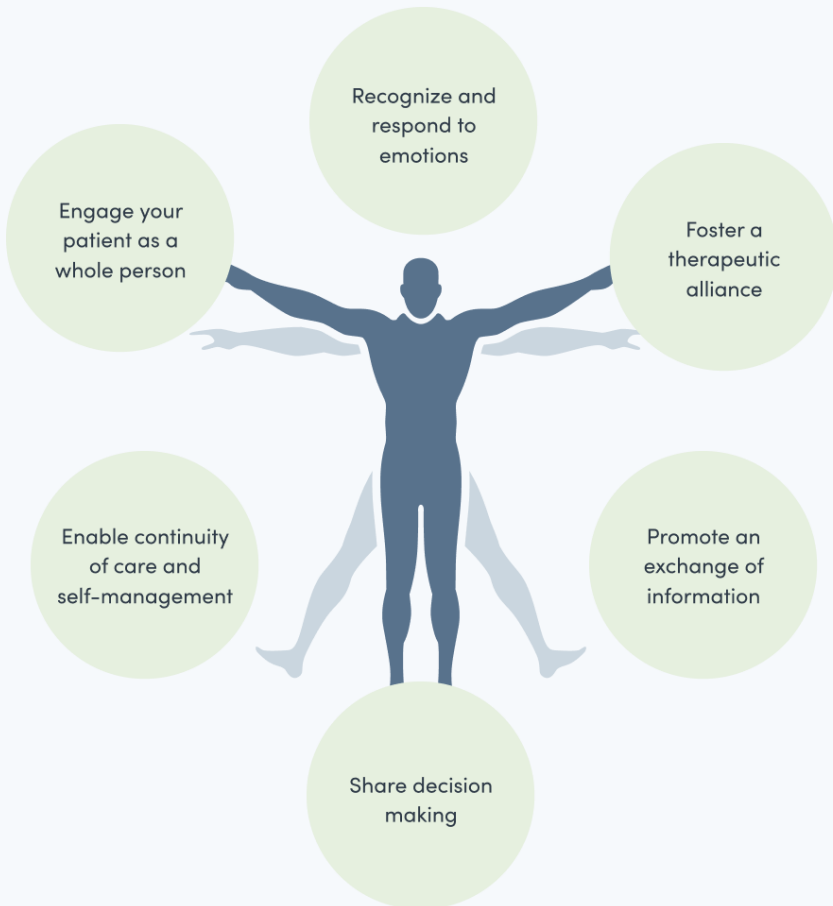 Recognize and
respond to
emotions
Engage your
patient as a
whole person
Foster a
therapeutic
alliance
Enable continuity
of care and
self-management
Promote an
exchange of
information
Share decision
making